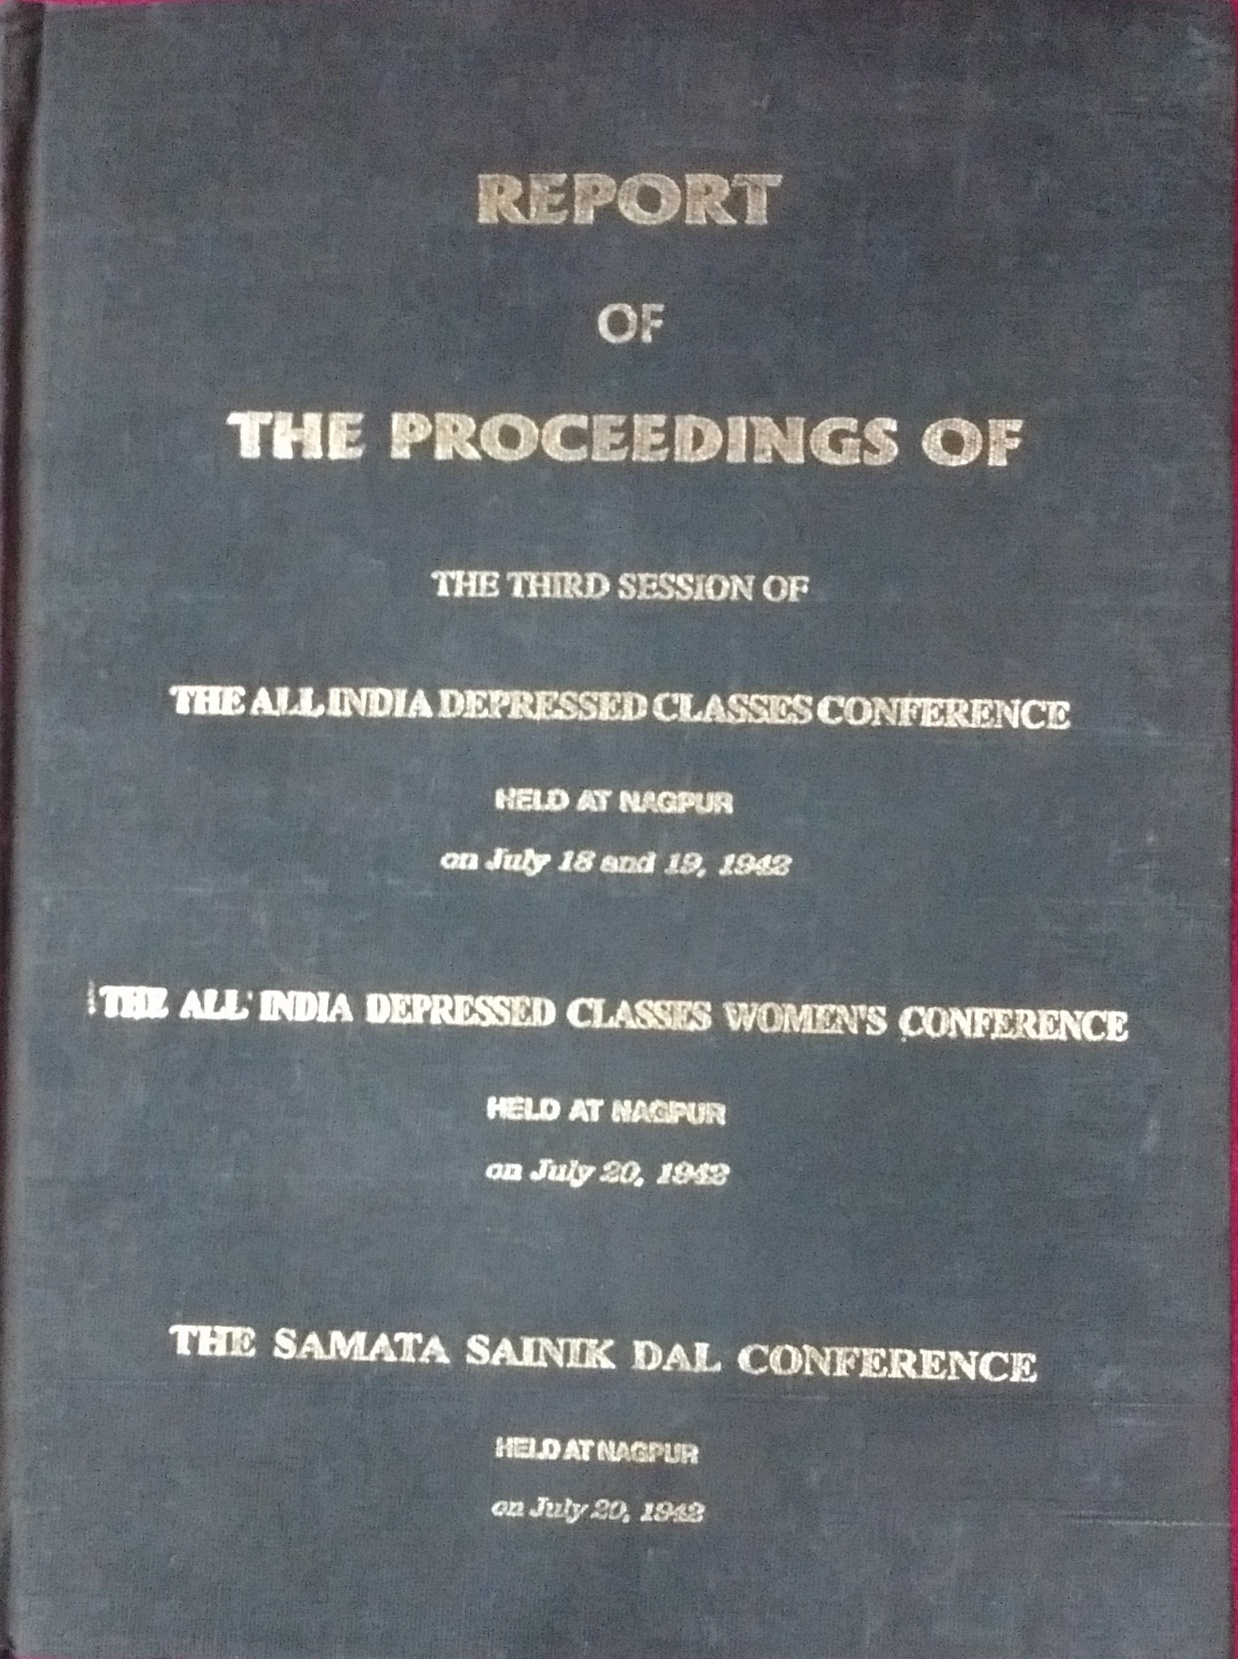 REPORT
OF
THE PROCEEDINGS OF
THE THIRD SESSION OF
THE ALL INDIA DEPRESSED CLASSES CONFERENCE
HELD AT NAGPUR
on July 18 and 19, 1942
THE ALL INDIA DEPRESSED CLASSES WOMEN'S CONFERENCE
HELD AT NAGPUR
on July 20, 1942
THE SAMATA SAINIK DAL CONFERENCE
HELD AT NAGPUR
on July 20, 1942